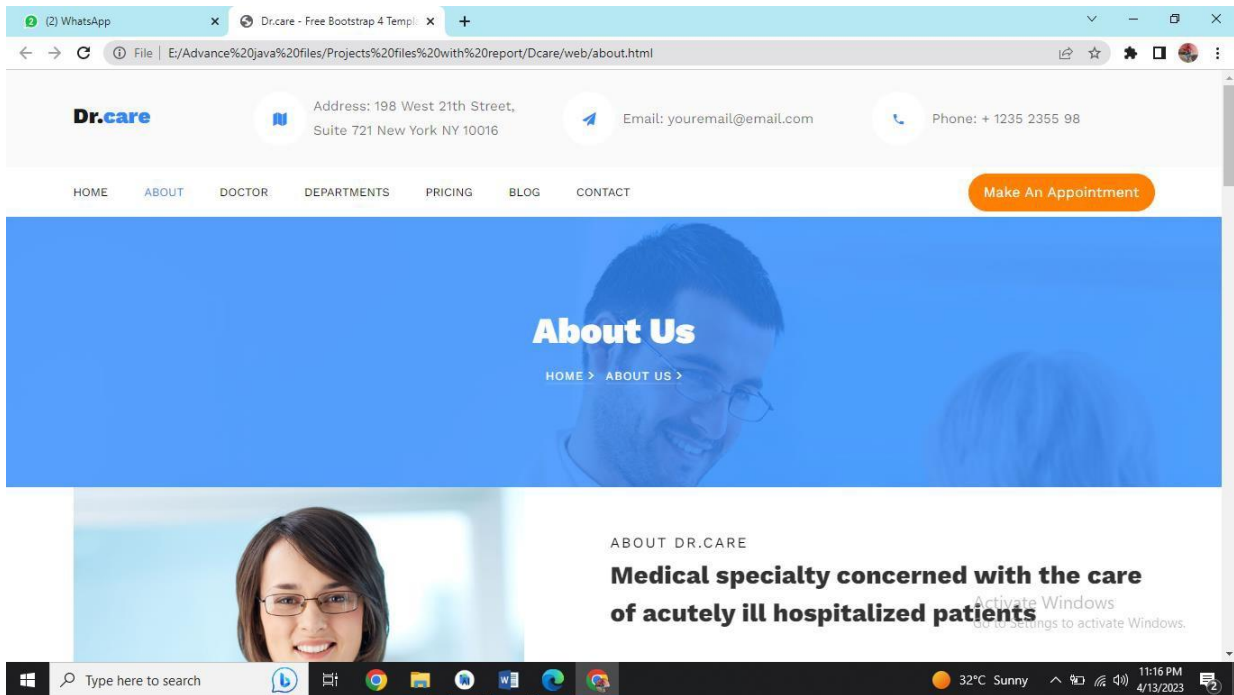 (2) WhatsApp
Dr.care - Free Bootstrap 4 Templ
File | E:/Advance%20java%20files/Projects%20files%20with%20report/Dcare/web/about.html
Dr.care
Address: 198 West 21th Street,
Suite 721 New York NY 10016
Email: youremail@email.com
Phone: + 1235 2355 98
HOME ABOUT DOCTOR DEPARTMENTS PRICING BLOG CONTACT
Make An Appointment
About Us
HOME > ABOUT US >
ABOUT DR.CARE
Medical specialty concerned with the care
of acutely ill hospitalized patients
Activate Windows
Go to Settings to activate Windows.
Type here to search
32°C Sunny
11:16 PM
4/13/2023
2